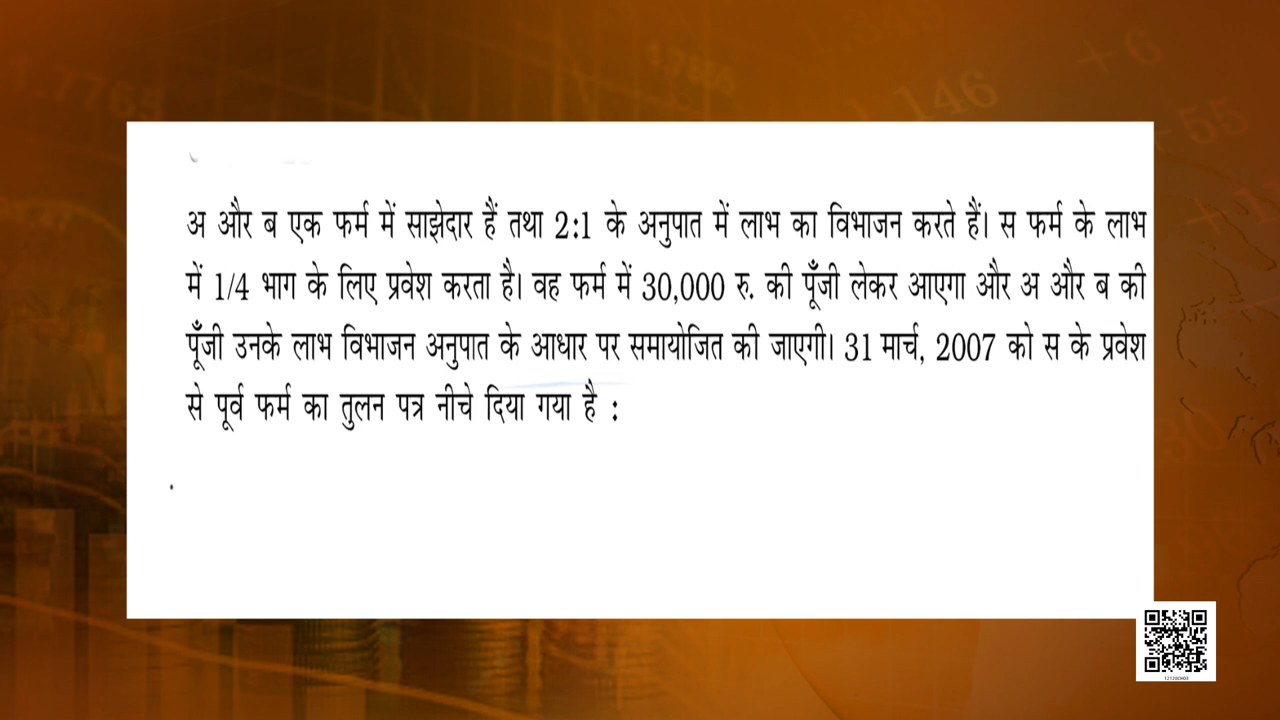 अ और ब एक फर्म में साझेदार हैं तथा 2:1 के अनुपात में लाभ का विभाजन करते हैं। स फर्म के लाभ
में 1/4 भाग के लिए प्रवेश करता है। वह फर्म में 30,000 रु. की पूँजी लेकर आएगा और अ और ब की
पूँजी उनके लाभ विभाजन अनुपात के आधार पर समायोजित की जाएगी। 31 मार्च, 2007 को स के प्रवेश
से पूर्व फर्म का तुलन पत्र नीचे दिया गया है :